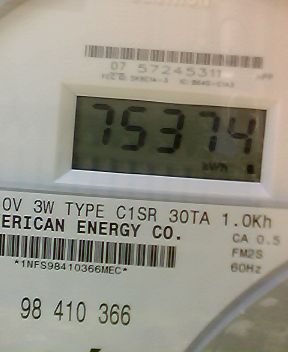 07 57245311
75374
kWh
0V 3W TYPE C1SR 30TA 1.0Kh
ERICAN ENERGY CO.
CA 0.5
FM2S
60Hz
*1NFS98410366MEC*
98 410 366